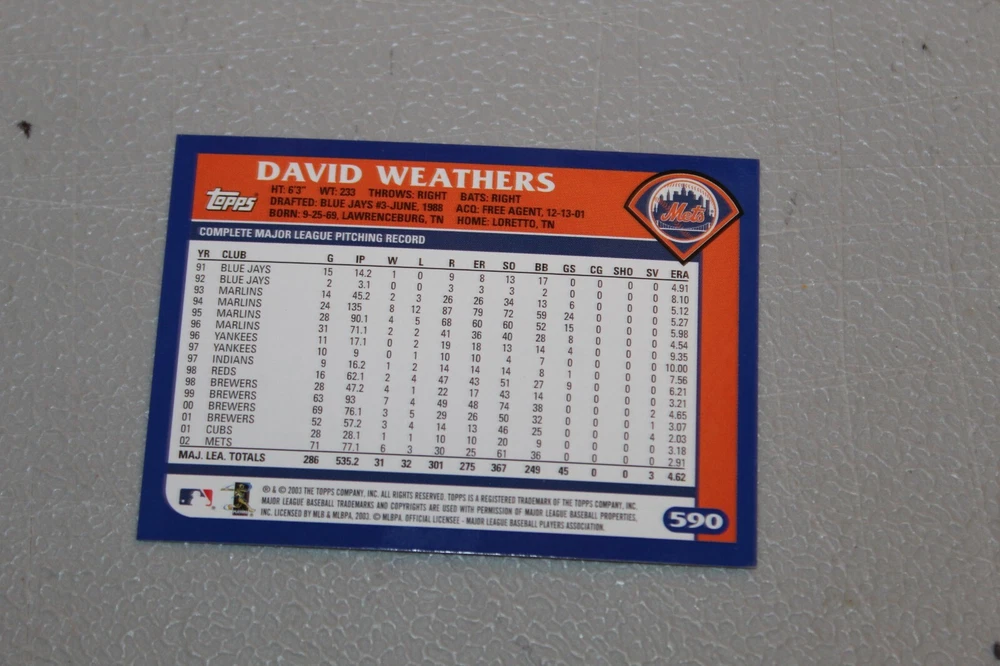 DAVID WEATHERS
topps
HT: 6'3" WT: 233 THROWS: RIGHT BATS: RIGHT
DRAFTED: BLUE JAYS #3-JUNE, 1988 ACQ: FREE AGENT, 12-13-01
BORN: 9-25-69, LAWRENCEBURG, TN HOME: LORETTO, TN
Mets
COMPLETE MAJOR LEAGUE PITCHING RECORD
YR CLUB G IP W L R ER SO BB GS CG SHO SV ERA
91 BLUE JAYS 15 14.2 1 0 9 8 13 17 0 0 0 0 4.91
92 BLUE JAYS 2 3.1 0 0 3 3 3 2 0 0 0 0 8.10
93 MARLINS 14 45.2 2 3 26 26 34 13 6 0 0 0 5.12
94 MARLINS 24 135 8 12 87 79 72 59 24 0 0 0 5.27
95 MARLINS 28 90.1 4 5 68 60 60 52 15 0 0 0 5.98
96 MARLINS 31 71.1 2 2 41 36 40 28 8 0 0 0 4.54
96 YANKEES 11 17.1 0 2 19 18 13 14 4 0 0 0 9.35
97 YANKEES 10 9 0 1 10 10 4 7 0 0 0 0 10.00
97 INDIANS 9 16.2 1 2 14 14 14 8 1 0 0 0 7.56
98 REDS 16 62.1 2 4 47 43 51 27 9 0 0 0 6.21
98 BREWERS 28 47.2 4 1 22 17 43 14 0 0 0 0 3.21
99 BREWERS 63 93 7 4 49 48 74 38 0 0 0 2 4.65
00 BREWERS 69 76.1 3 5 29 26 50 32 0 0 0 1 3.07
01 BREWERS 52 57.2 3 4 14 13 46 25 0 0 0 4 2.03
01 CUBS 28 28.1 1 1 10 10 20 9 0 0 0 0 3.18
02 METS 71 77.1 6 3 30 25 61 36 0 0 0 0 2.91
MAJ. LEA. TOTALS 286 535.2 31 32 301 275 367 249 45 0 0 3 4.62
® & © 2003 THE TOPPS COMPANY, INC. ALL RIGHTS RESERVED. TOPPS IS A REGISTERED TRADEMARK OF THE TOPPS COMPANY, INC.
MAJOR LEAGUE BASEBALL TRADEMARKS AND COPYRIGHTS ARE USED WITH PERMISSION OF MAJOR LEAGUE BASEBALL PROPERTIES,
INC. LICENSED BY MLB & MLBPA, 2003. © MLBPA. OFFICIAL LICENSEE - MAJOR LEAGUE BASEBALL PLAYERS ASSOCIATION.
590